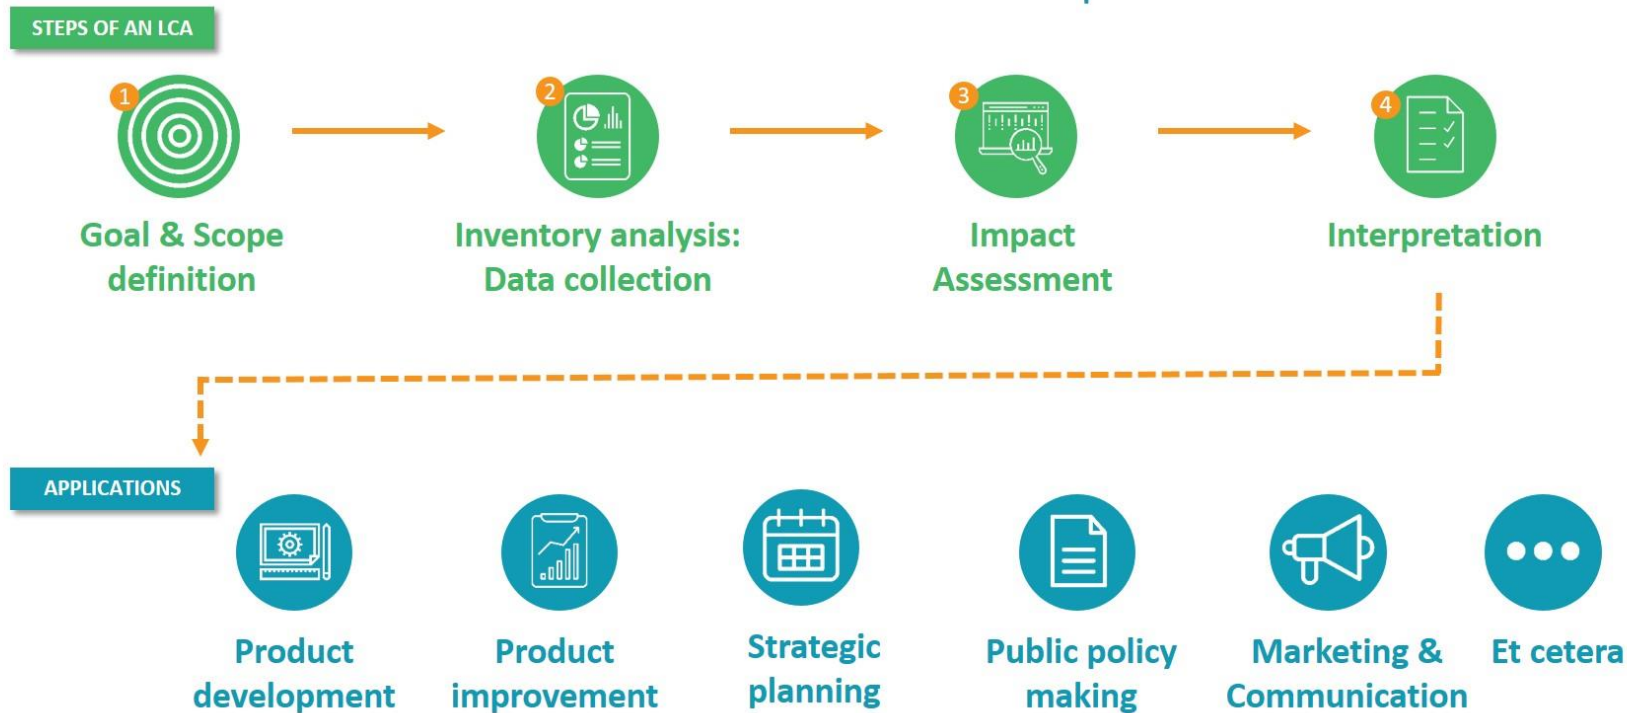 STEPS OF AN LCA
1
2
3
4
Goal & Scope
definition
Inventory analysis:
Data collection
Impact
Assessment
Interpretation
APPLICATIONS
Product
development
Product
improvement
Strategic
planning
Public policy
making
Marketing &
Communication
Et cetera